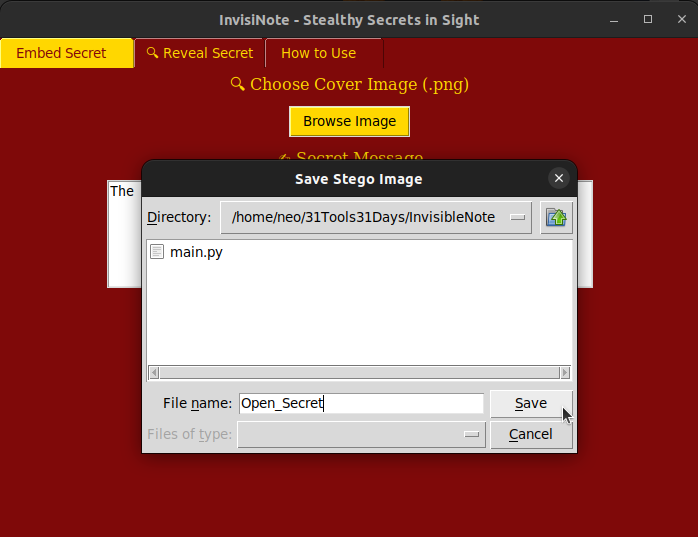 InvisiNote - Stealthy Secrets in Sight
Embed Secret
🔍 Reveal Secret
How to Use
🔍 Choose Cover Image (.png)
Browse Image
✍ Secret Message
The
Save Stego Image
Directory: /home/neo/31Tools31Days/InvisibleNote
main.py
File name: Open_Secret
Save
Files of type:
Cancel